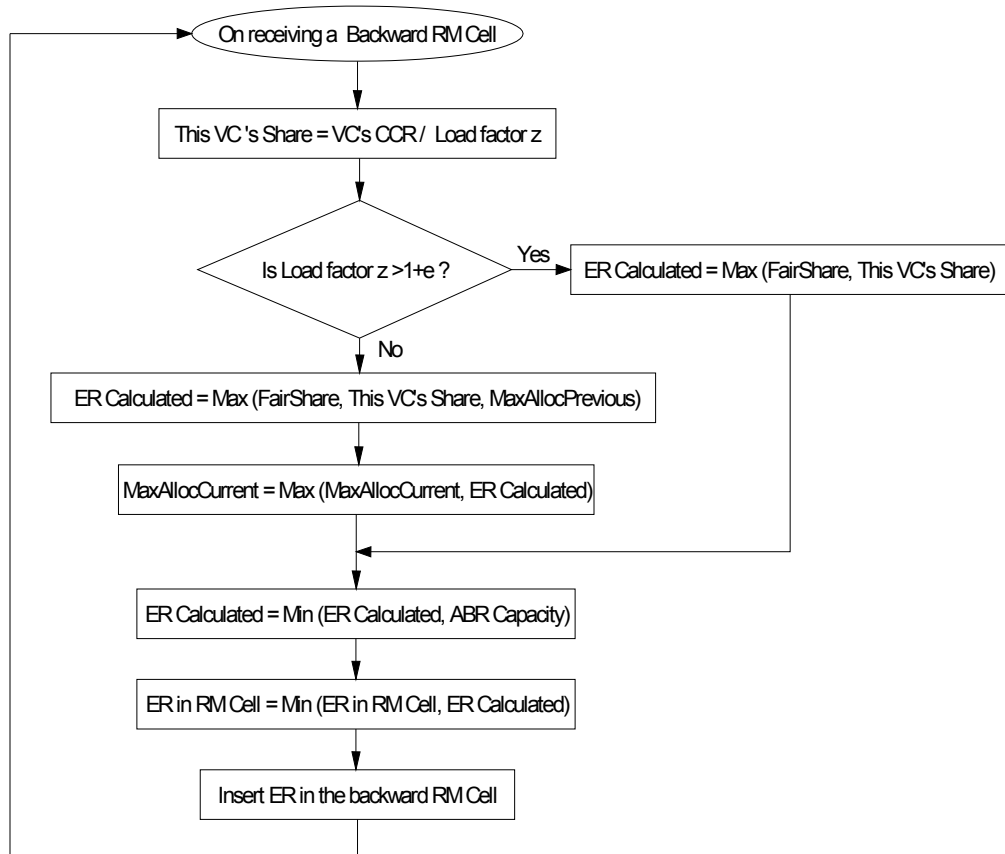 On receiving a Backward RM Cell
This VC 's Share = VC's CCR / Load factor z
Is Load factor z >1+e ?
Yes
ER Calculated = Max (FairShare, This VC's Share)
No
ER Calculated = Max (FairShare, This VC's Share, MaxAllocPrevious)
MaxAllocCurrent = Max (MaxAllocCurrent, ER Calculated)
ER Calculated = Min (ER Calculated, ABR Capacity)
ER in RM Cell = Min (ER in RM Cell, ER Calculated)
Insert ER in the backward RM Cell